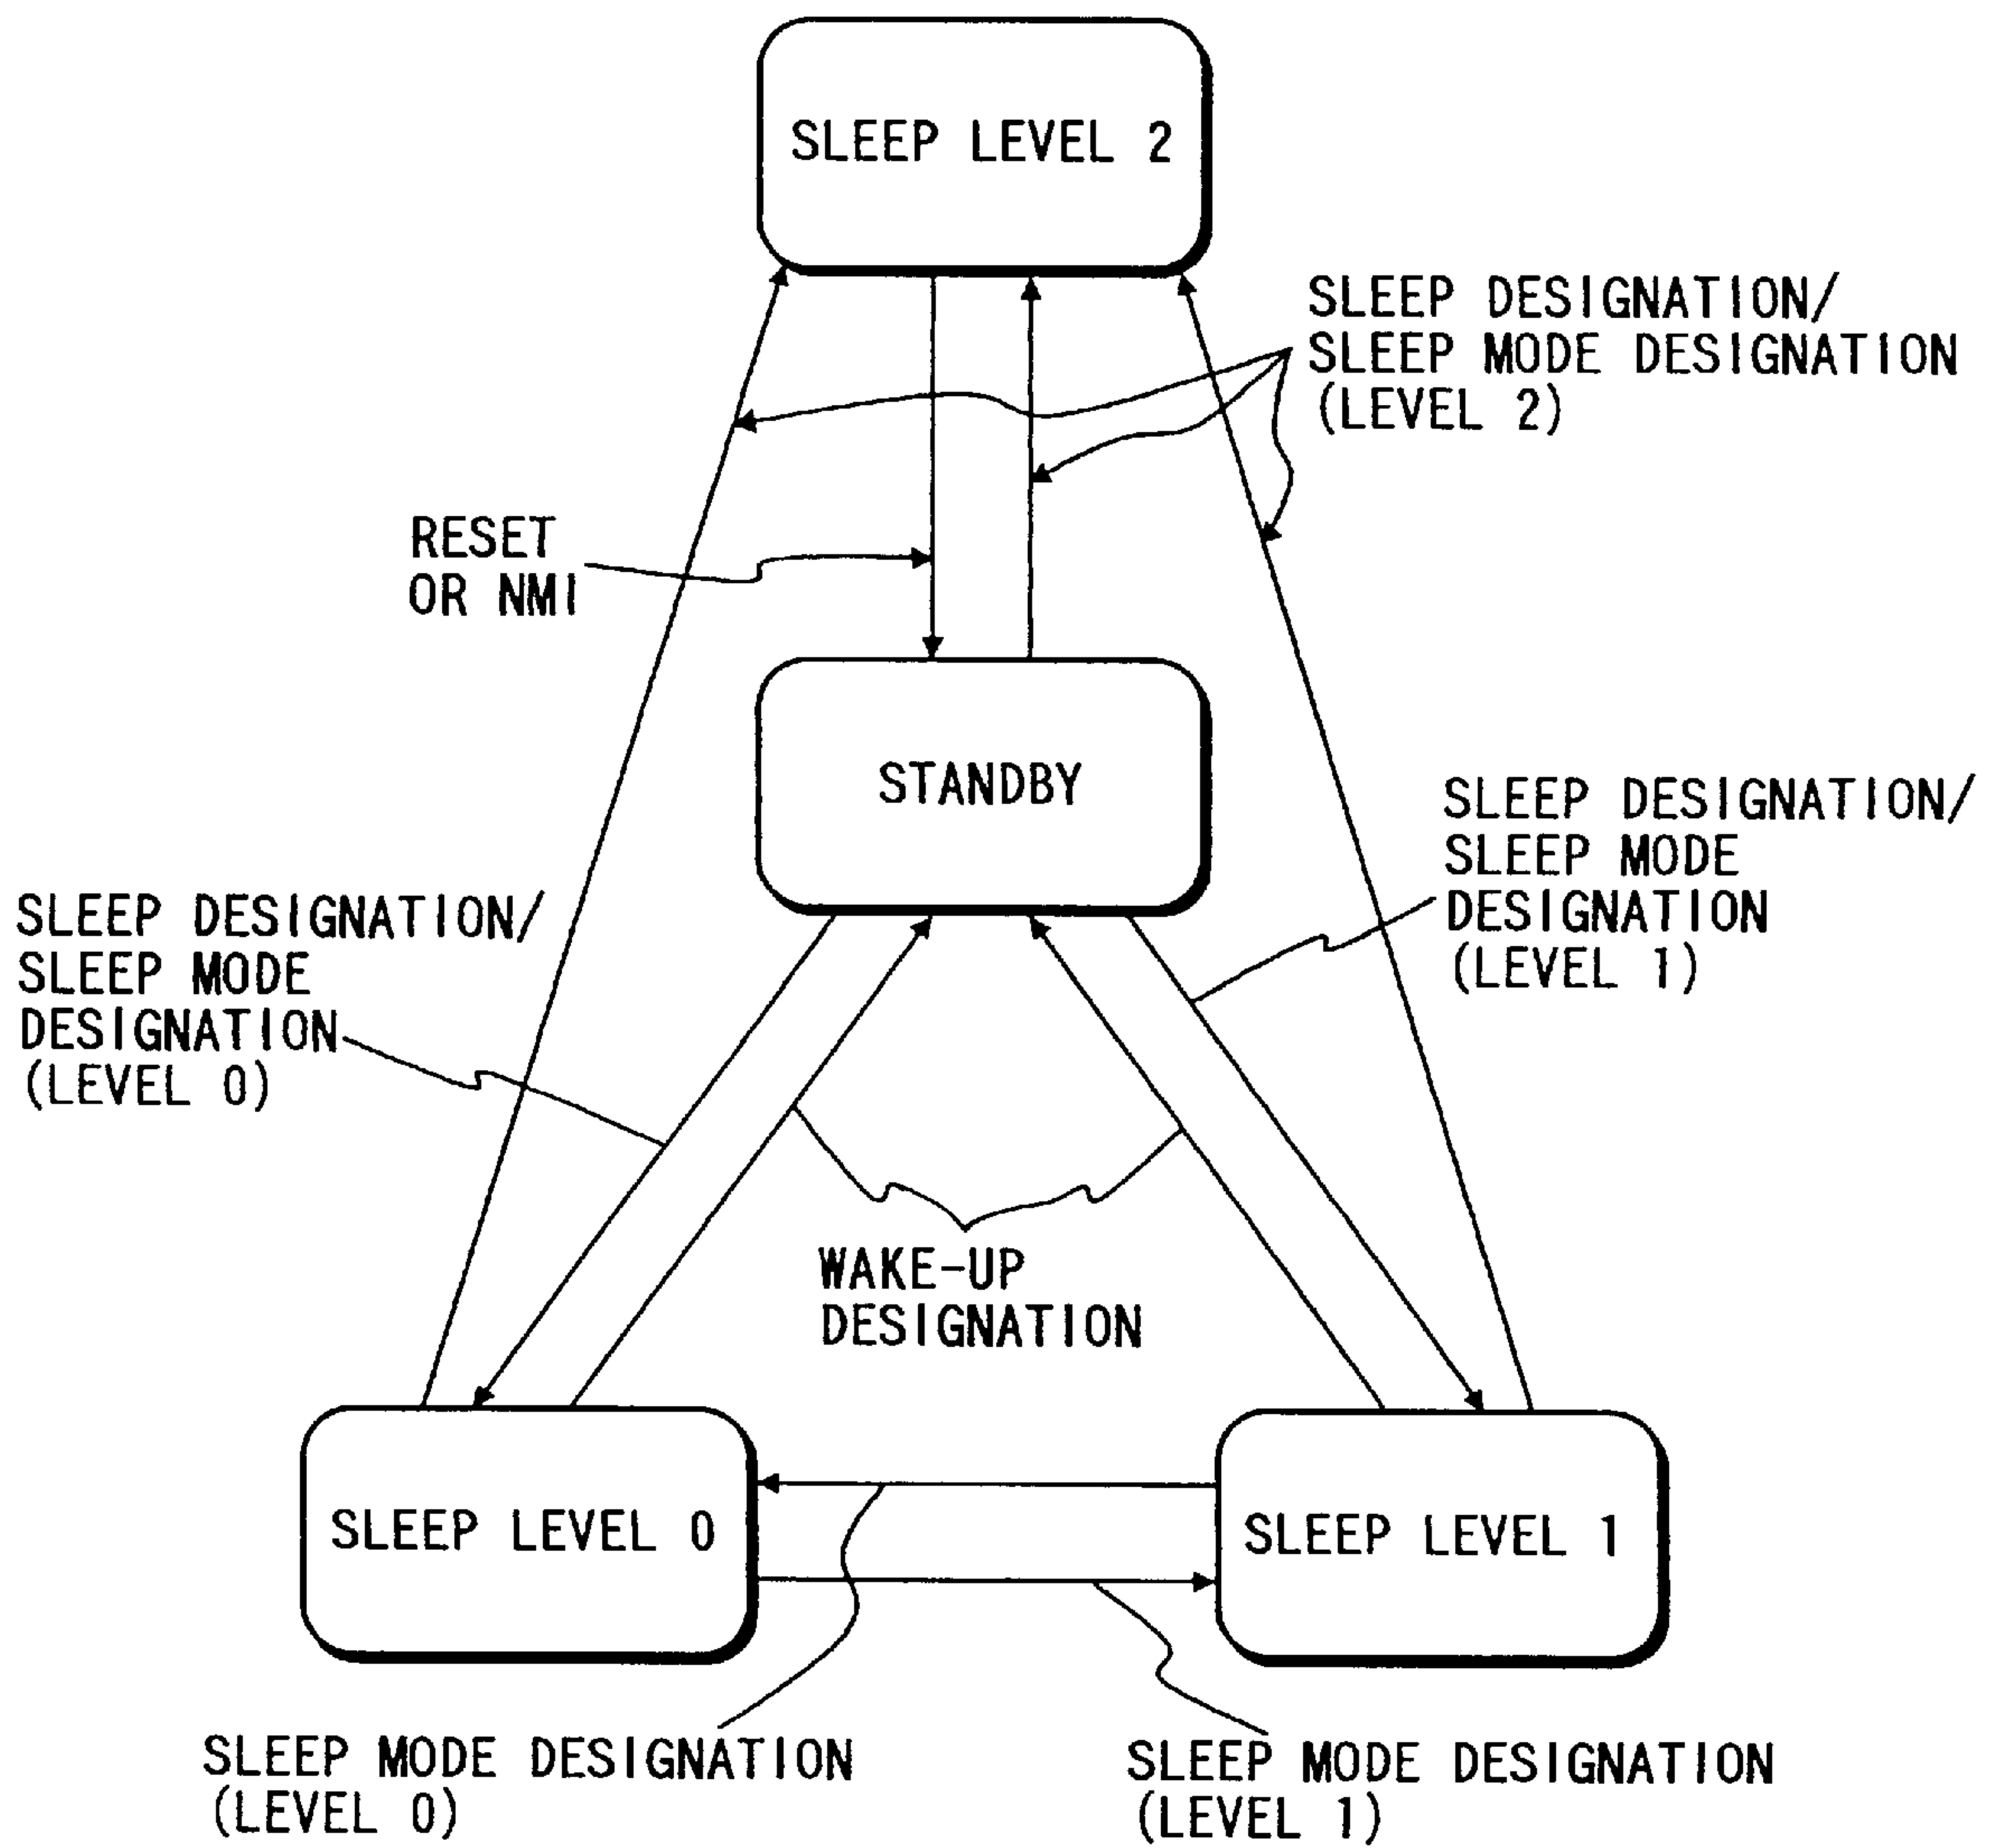 SLEEP LEVEL 2
SLEEP DESIGNATION/
SLEEP MODE DESIGNATION
(LEVEL 2)
RESET
OR NMI
STANDBY
SLEEP DESIGNATION/
SLEEP MODE
DESIGNATION
(LEVEL 1)
SLEEP DESIGNATION/
SLEEP MODE
DESIGNATION
(LEVEL 0)
WAKE-UP
DESIGNATION
SLEEP LEVEL 0
SLEEP LEVEL 1
SLEEP MODE DESIGNATION
(LEVEL 0)
SLEEP MODE DESIGNATION
(LEVEL 1)